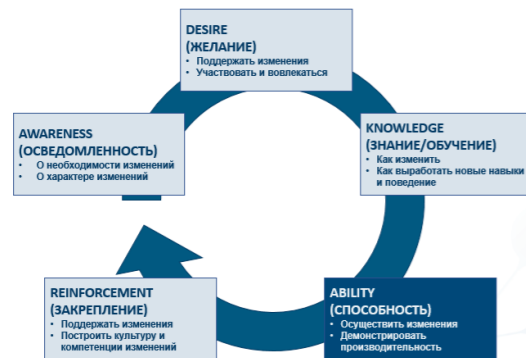 DESIRE
(ЖЕЛАНИЕ)
• Поддержать изменения
• Участвовать и вовлекаться
AWARENESS
(ОСВЕДОМЛЕННОСТЬ)
• О необходимости изменений
• О характере изменений
KNOWLEDGE
(ЗНАНИЕ/ОБУЧЕНИЕ)
• Как изменить
• Как выработать новые навыки
и поведение
REINFORCEMENT
(ЗАКРЕПЛЕНИЕ)
• Поддержать изменения
• Построить культуру и
компетенции изменений
ABILITY
(СПОСОБНОСТЬ)
• Осуществить изменения
• Демонстрировать
производительность